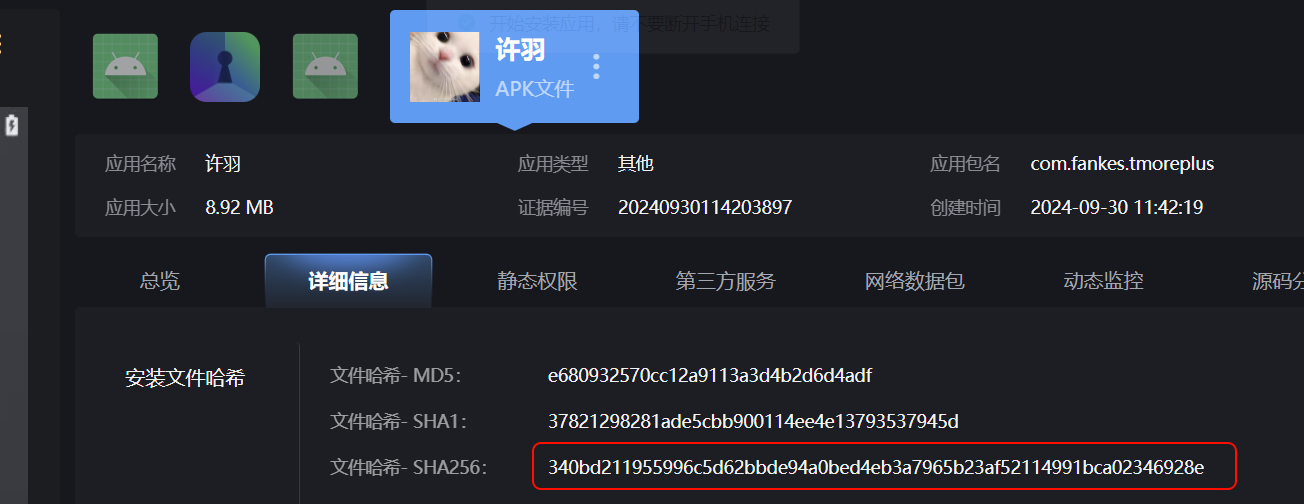 开始安装应用，请不要断开手机连接
许羽
APK文件
应用名称 许羽 应用类型 其他 应用包名 com.fankes.tmoreplus
应用大小 8.92 MB 证据编号 20240930114203897 创建时间 2024-09-30 11:42:19
总览 详细信息 静态权限 第三方服务 网络数据包 动态监控 源码分
安装文件哈希
文件哈希- MD5： e680932570cc12a9113a3d4b2d6d4adf
文件哈希- SHA1： 37821298281ade5cbb900114ee4e13793537945d
文件哈希- SHA256： 340bd211955996c5d62bbde94a0bed4eb3a7965b23af52114991bca02346928e